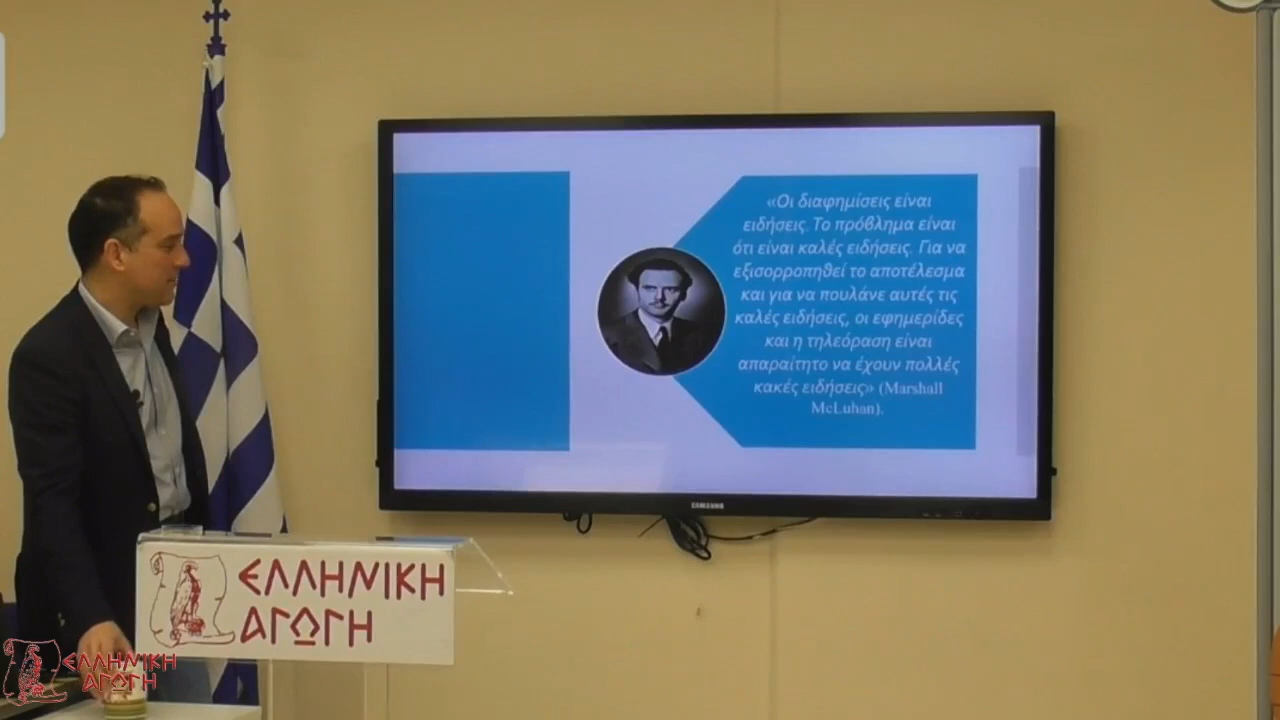 «Οι διαφημίσεις είναι
ειδήσεις. Το πρόβλημα είναι
ότι είναι καλές ειδήσεις. Για να
εξισορροπηθεί το αποτέλεσμα
και για να πουλάνε αυτές τις
καλές ειδήσεις, οι εφημερίδες
και η τηλεόραση είναι
απαραίτητο να έχουν πολλές
κακές ειδήσεις» (Marshall
McLuhan).
SAMSUNG
ΕΛΛΗΝΙΚΗ
ΑΓΩΓΗ
ΕΛΛΗΝΙΚΗ
ΑΓΩΓΗ